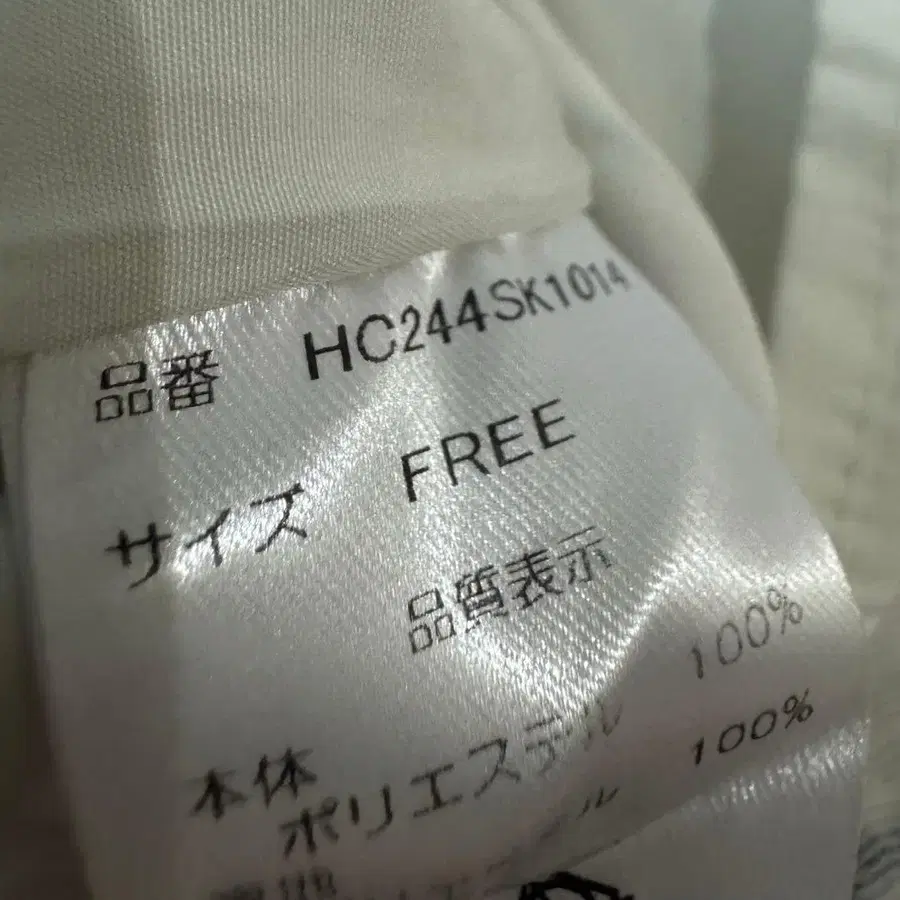 品番 HC244SK1014
サイズ FREE
品質表示
本体
ポリエステル 100%
100%